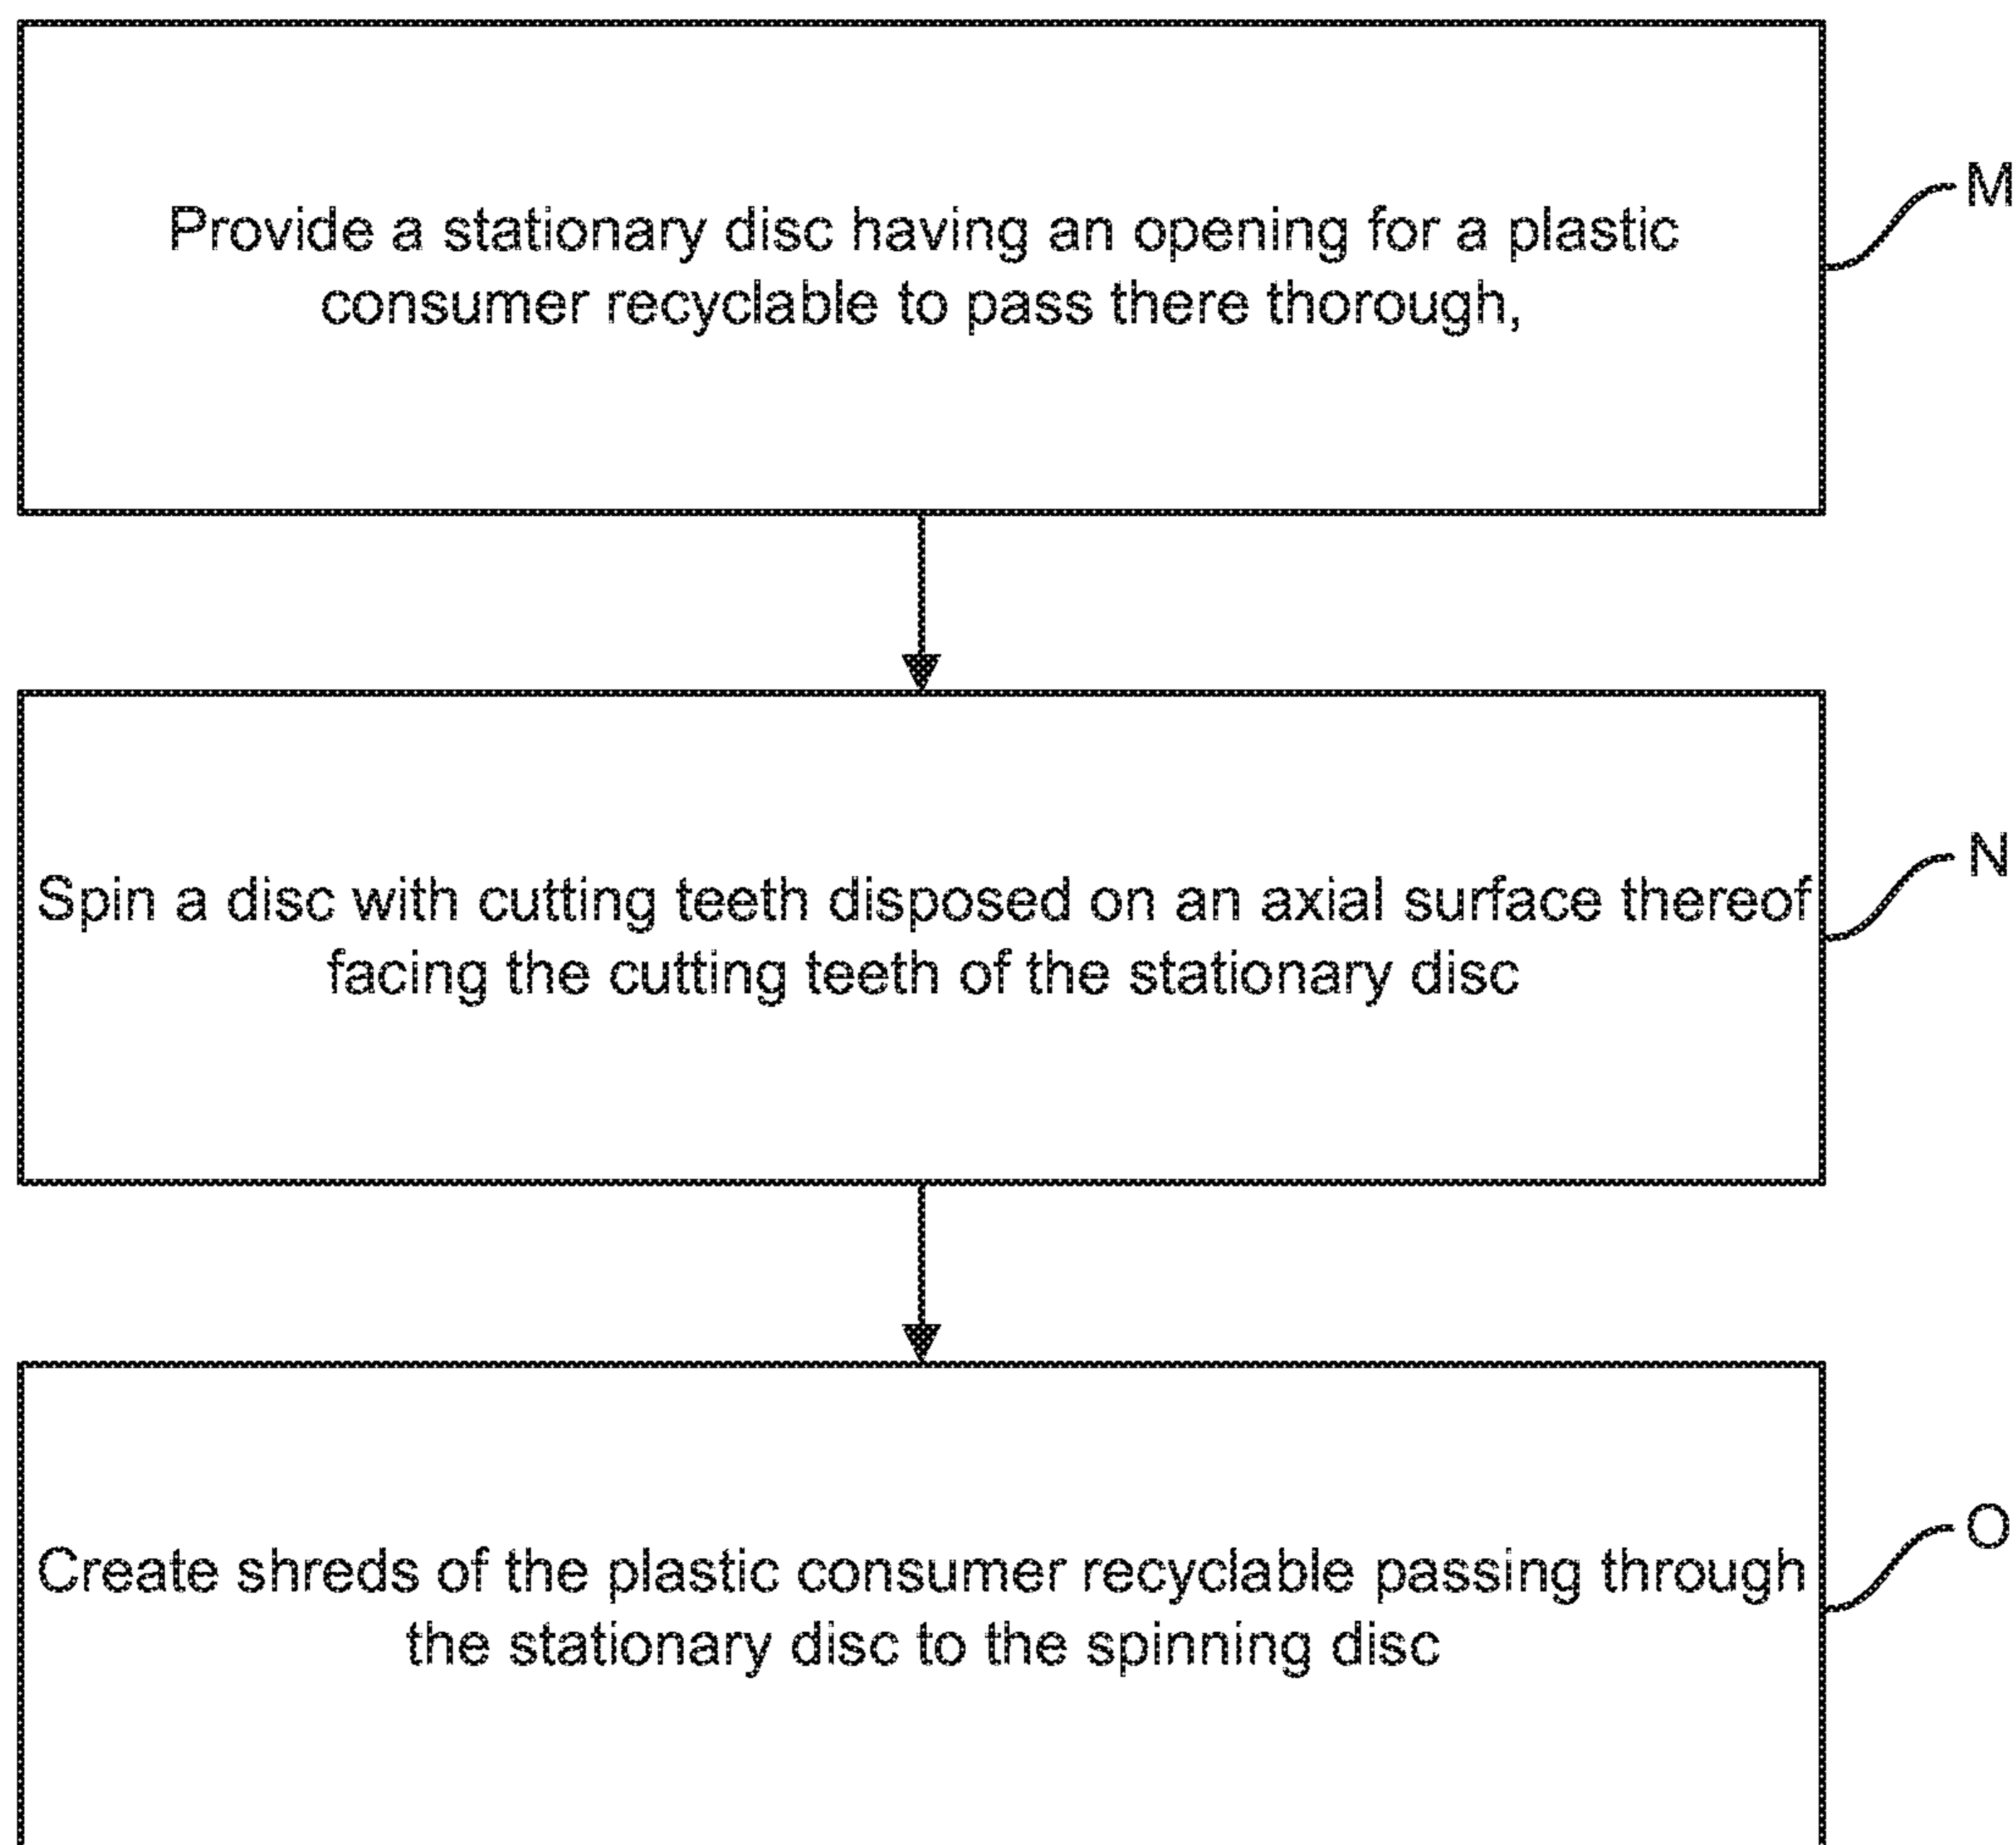 Provide a stationary disc having an opening for a plastic
consumer recyclable to pass there thorough,
M
Spin a disc with cutting teeth disposed on an axial surface thereof
facing the cutting teeth of the stationary disc
N
Create shreds of the plastic consumer recyclable passing through
the stationary disc to the spinning disc
O